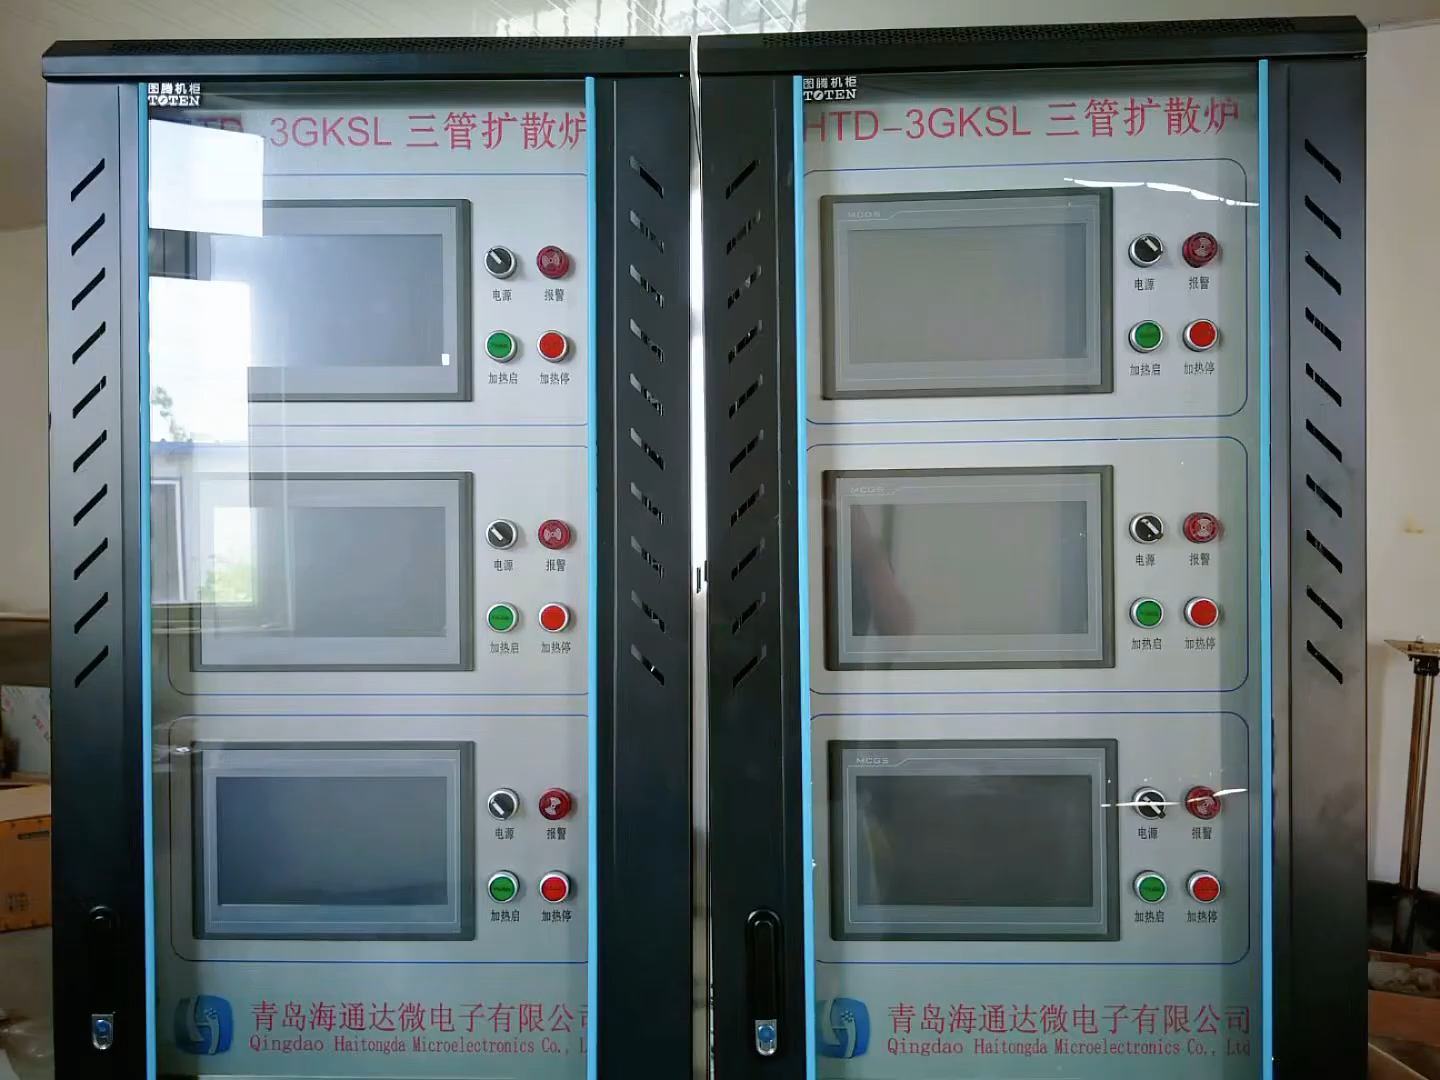 图腾机柜
TOTEN
-3GKSL 三管扩散炉
电源 报警
加热启 加热停
电源 报警
加热启 加热停
电源 报警
加热启 加热停
青岛海通达微电子有限公司
Qingdao Haitongda Microelectronics Co., L
图腾机柜
TOTEN
HTD-3GKSL 三管扩散炉
MCGS
电源 报警
加热启 加热停
MCGS
电源 报警
加热启 加热停
MCGS
电源 报警
加热启 加热停
青岛海通达微电子有限公司
Qingdao Haitongda Microelectronics Co., Ltd